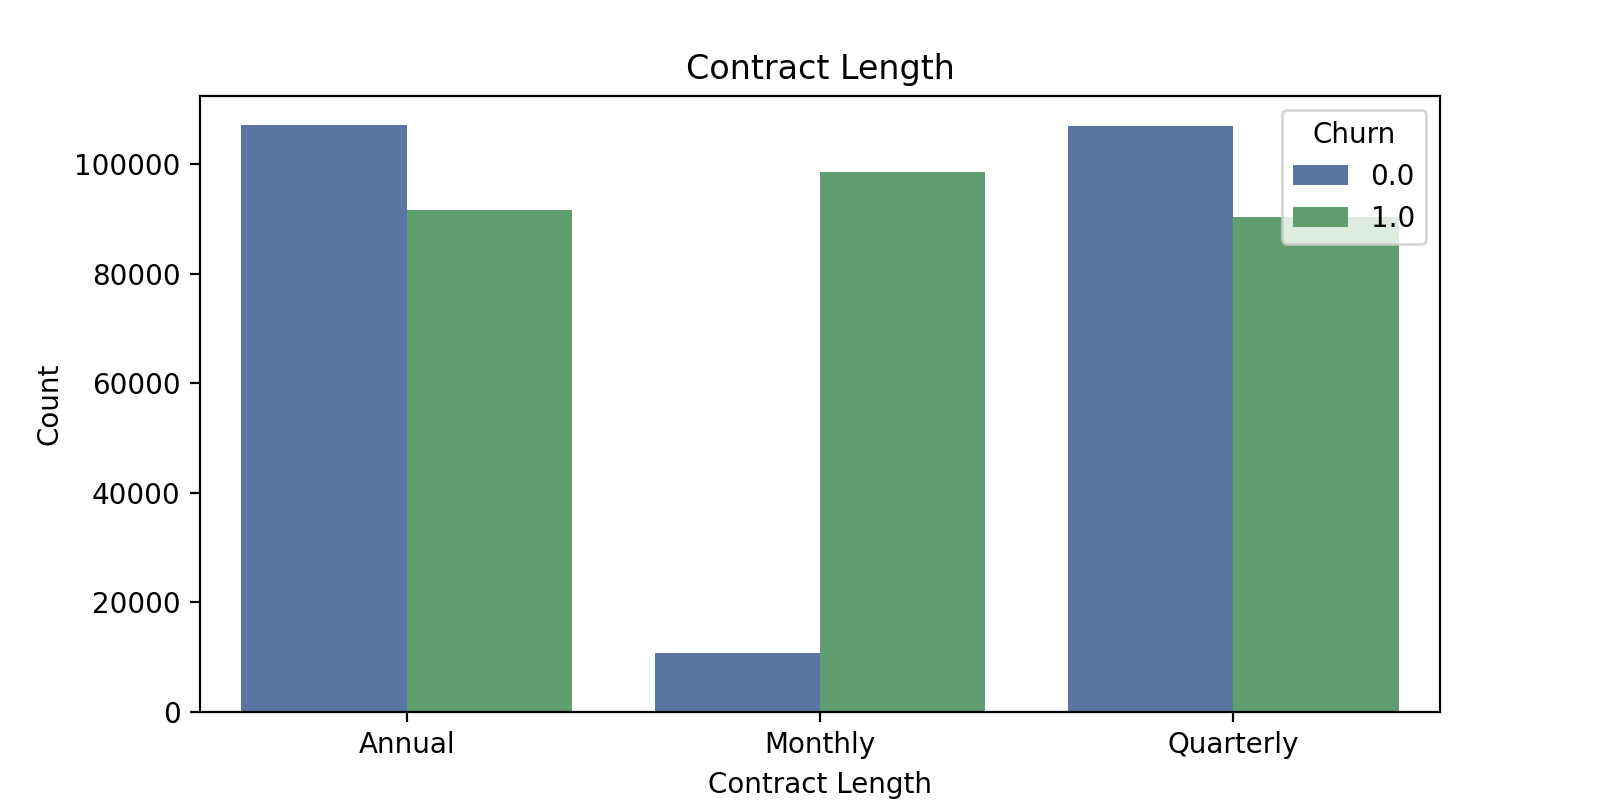 Contract Length
Churn
0.0
1.0
100000
80000
60000
40000
20000
0
Count
Annual
Monthly
Quarterly
Contract Length